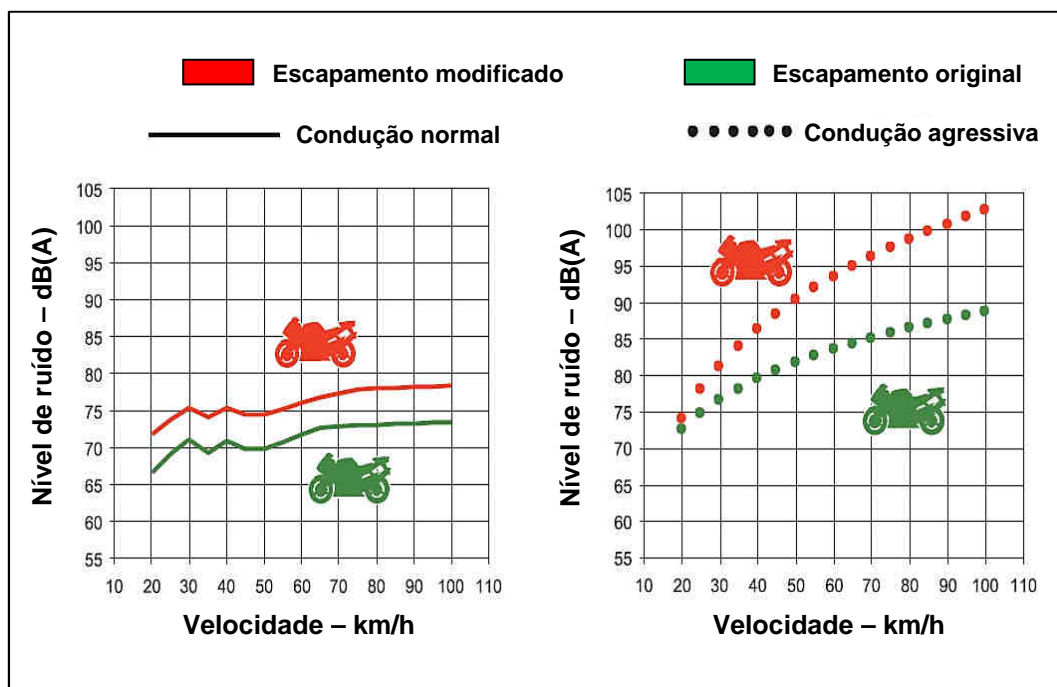 Escapamento modificado
Escapamento original
Condução normal
Condução agressiva
Nível de ruído – dB(A)
105
100
95
90
85
80
75
70
65
60
55
10 20 30 40 50 60 70 80 90 100 110
Velocidade – km/h
Nível de ruído – dB(A)
105
100
95
90
85
80
75
70
65
60
55
10 20 30 40 50 60 70 80 90 100 110
Velocidade – km/h